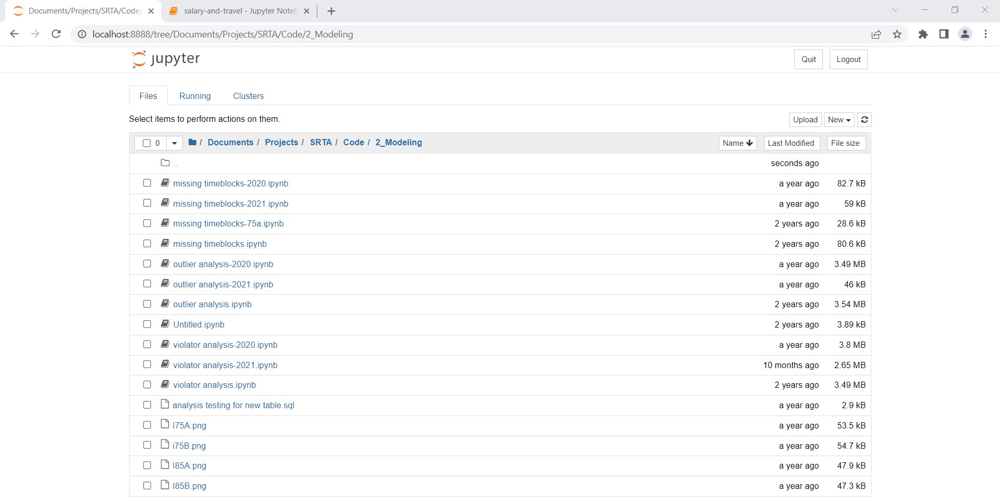 Documents/Projects/SRTA/Code/
salary-and-travel - Jupyter Noteb
localhost:8888/tree/Documents/Projects/SRTA/Code/2_Modeling
jupyter
Quit Logout
Files Running Clusters
Select items to perform actions on them.
Upload New
0 / Documents / Projects / SRTA / Code / 2_Modeling Name Last Modified File size
.. seconds ago
missing timeblocks-2020.ipynb a year ago 82.7 kB
missing timeblocks-2021.ipynb a year ago 59 kB
missing timeblocks-75a.ipynb 2 years ago 28.6 kB
missing timeblocks.ipynb 2 years ago 80.6 kB
outlier analysis-2020.ipynb a year ago 3.49 MB
outlier analysis-2021.ipynb a year ago 46 kB
outlier analysis.ipynb 2 years ago 3.54 MB
Untitled.ipynb 2 years ago 3.89 kB
violator analysis-2020.ipynb a year ago 3.8 MB
violator analysis-2021.ipynb 10 months ago 2.65 MB
violator analysis.ipynb 2 years ago 3.49 MB
analysis testing for new table.sql a year ago 2.9 kB
I75A.png a year ago 53.5 kB
i75B.png a year ago 54.7 kB
I85A.png a year ago 47.9 kB
I85B.png a year ago 47.3 kB